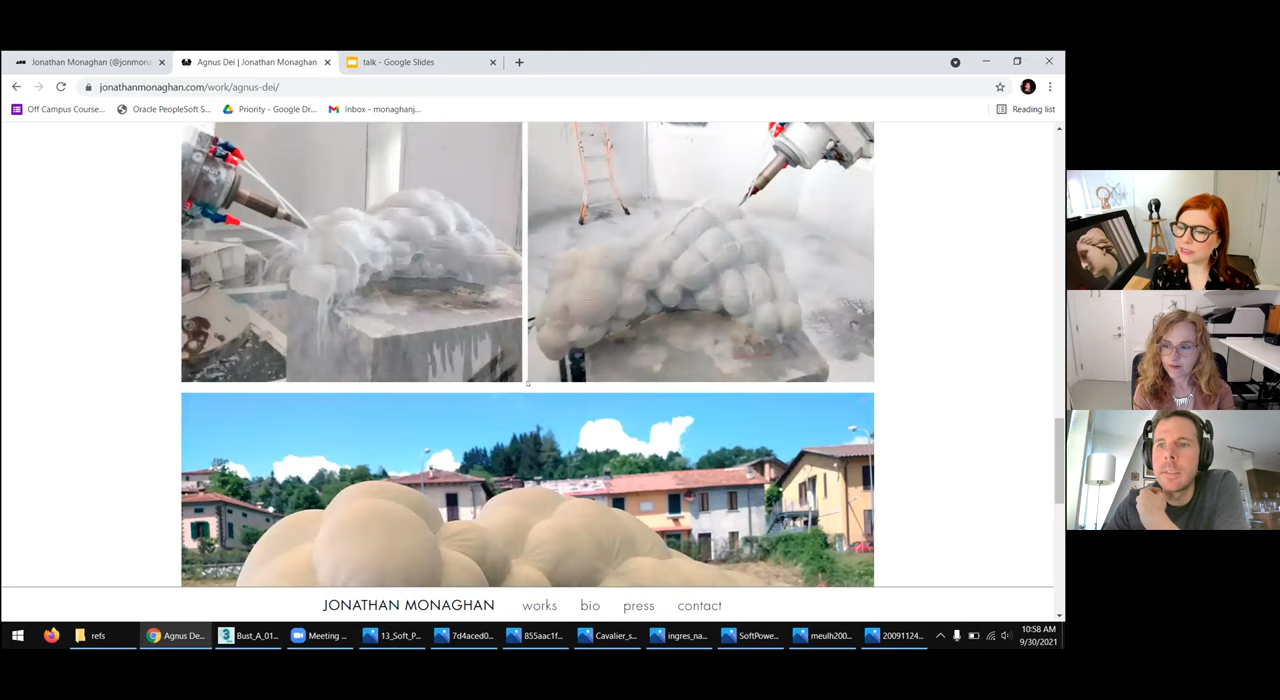 Jonathan Monaghan (@jonmona
Agnus Dei | Jonathan Monaghan
talk - Google Slides
jonathanmonaghan.com/work/agnus-dei/
Off Campus Course...
Oracle PeopleSoft S...
Priority - Google Dr...
Inbox - monaghanj...
Reading list
JONATHAN MONAGHAN works bio press contact
refs
Agnus De...
Bust_A_01...
Meeting ...
13_Soft_P...
7d4aced0...
855aac1f...
Cavalier_s...
ingres_na...
SoftPowe...
meulh200...
20091124...
10:58 AM
9/30/2021